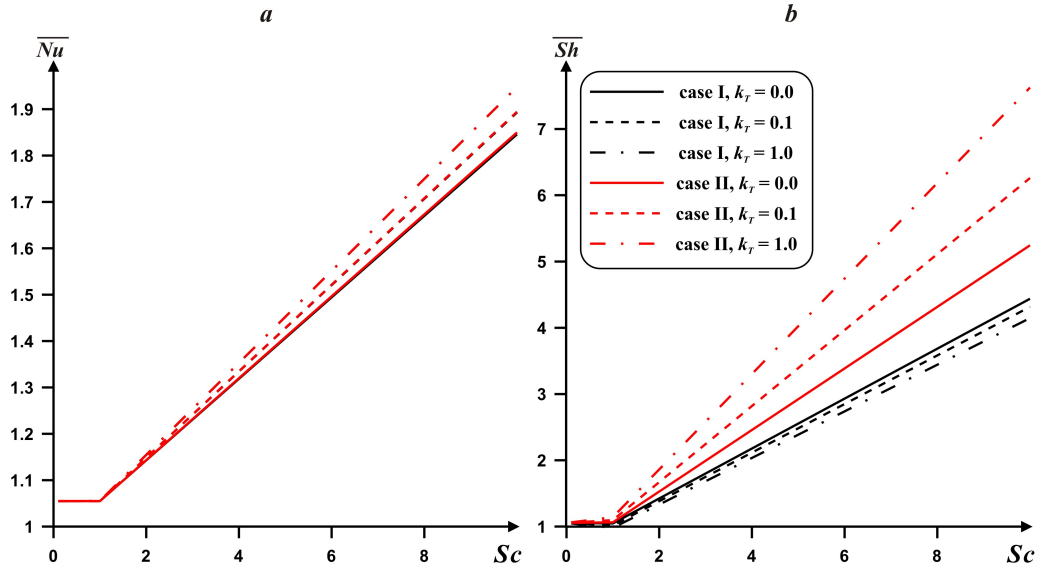 a
b
Nu
Sh
1.9
1.8
1.7
1.6
1.5
1.4
1.3
1.2
1.1
1
0
2
4
6
8
Sc
case I, kT = 0.0
case I, kT = 0.1
case I, kT = 1.0
case II, kT = 0.0
case II, kT = 0.1
case II, kT = 1.0
7
6
5
4
3
2
1
0
2
4
6
8
Sc